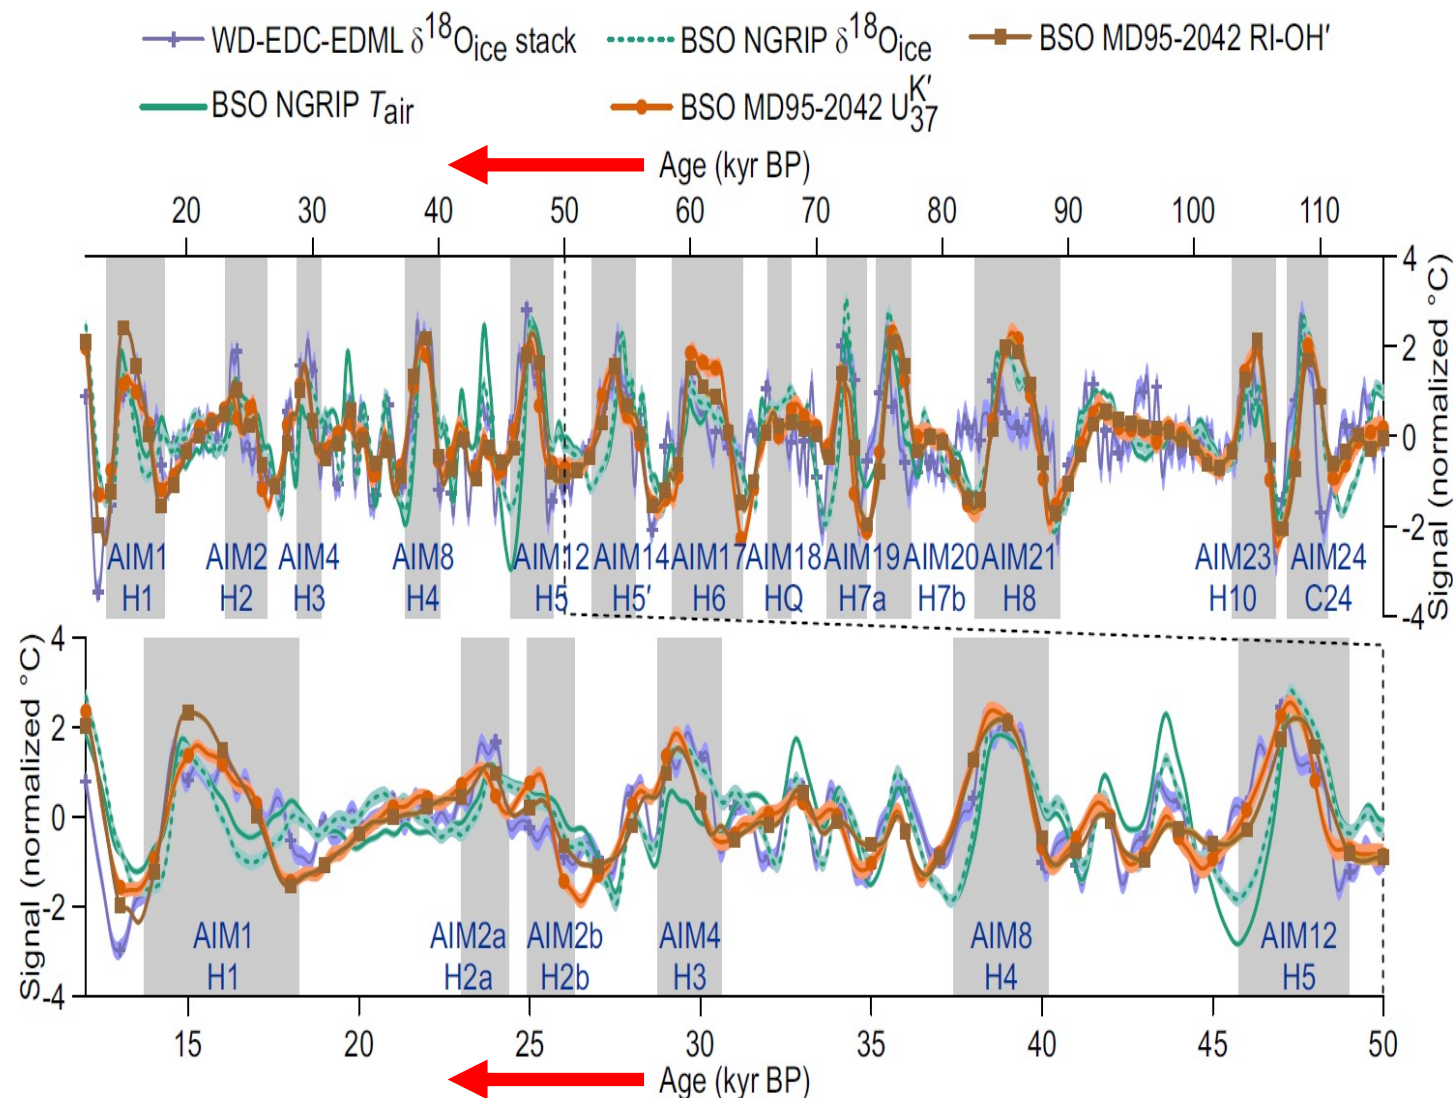 WD-EDC-EDML δ18Oice stack BSO NGRIP δ18Oice BSO MD95-2042 RI-OH′
BSO NGRIP Tair BSO MD95-2042 UK′37
Age (kyr BP)
20 30 40 50 60 70 80 90 100 110
4
2
0
-2
-4
Signal (normalized °C)
AIM1 AIM2 AIM4 AIM8 AIM12 AIM14 AIM17 AIM18 AIM19 AIM20 AIM21 AIM23 AIM24
H1 H2 H3 H4 H5 H5′ H6 HQ H7a H7b H8 H10 C24
4
2
0
-2
-4
Signal (normalized °C)
AIM1 AIM2a AIM2b AIM4 AIM8 AIM12
H1 H2a H2b H3 H4 H5
15 20 25 30 35 40 45 50
Age (kyr BP)